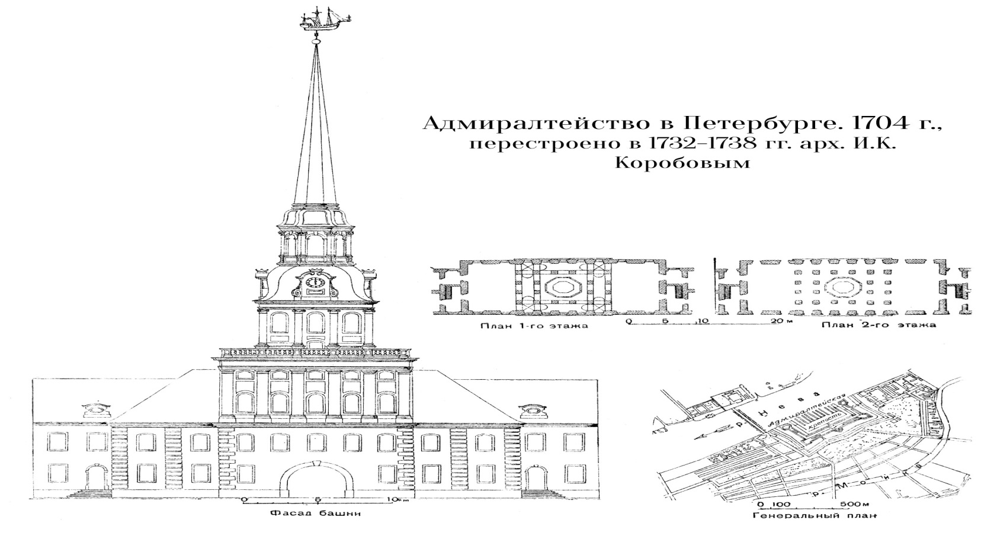 Адмиралтейство в Петербурге. 1704 г.,
перестроено в 1732–1738 гг. арх. И.К.
Коробовым
План 1-го этажа
0 5 10 20 м
План 2-го этажа
р. Нева
Адмиралтейская
крепость
р. Мойка
0 5 10 m
Фасад башни
0 100 500 м
Генеральный план